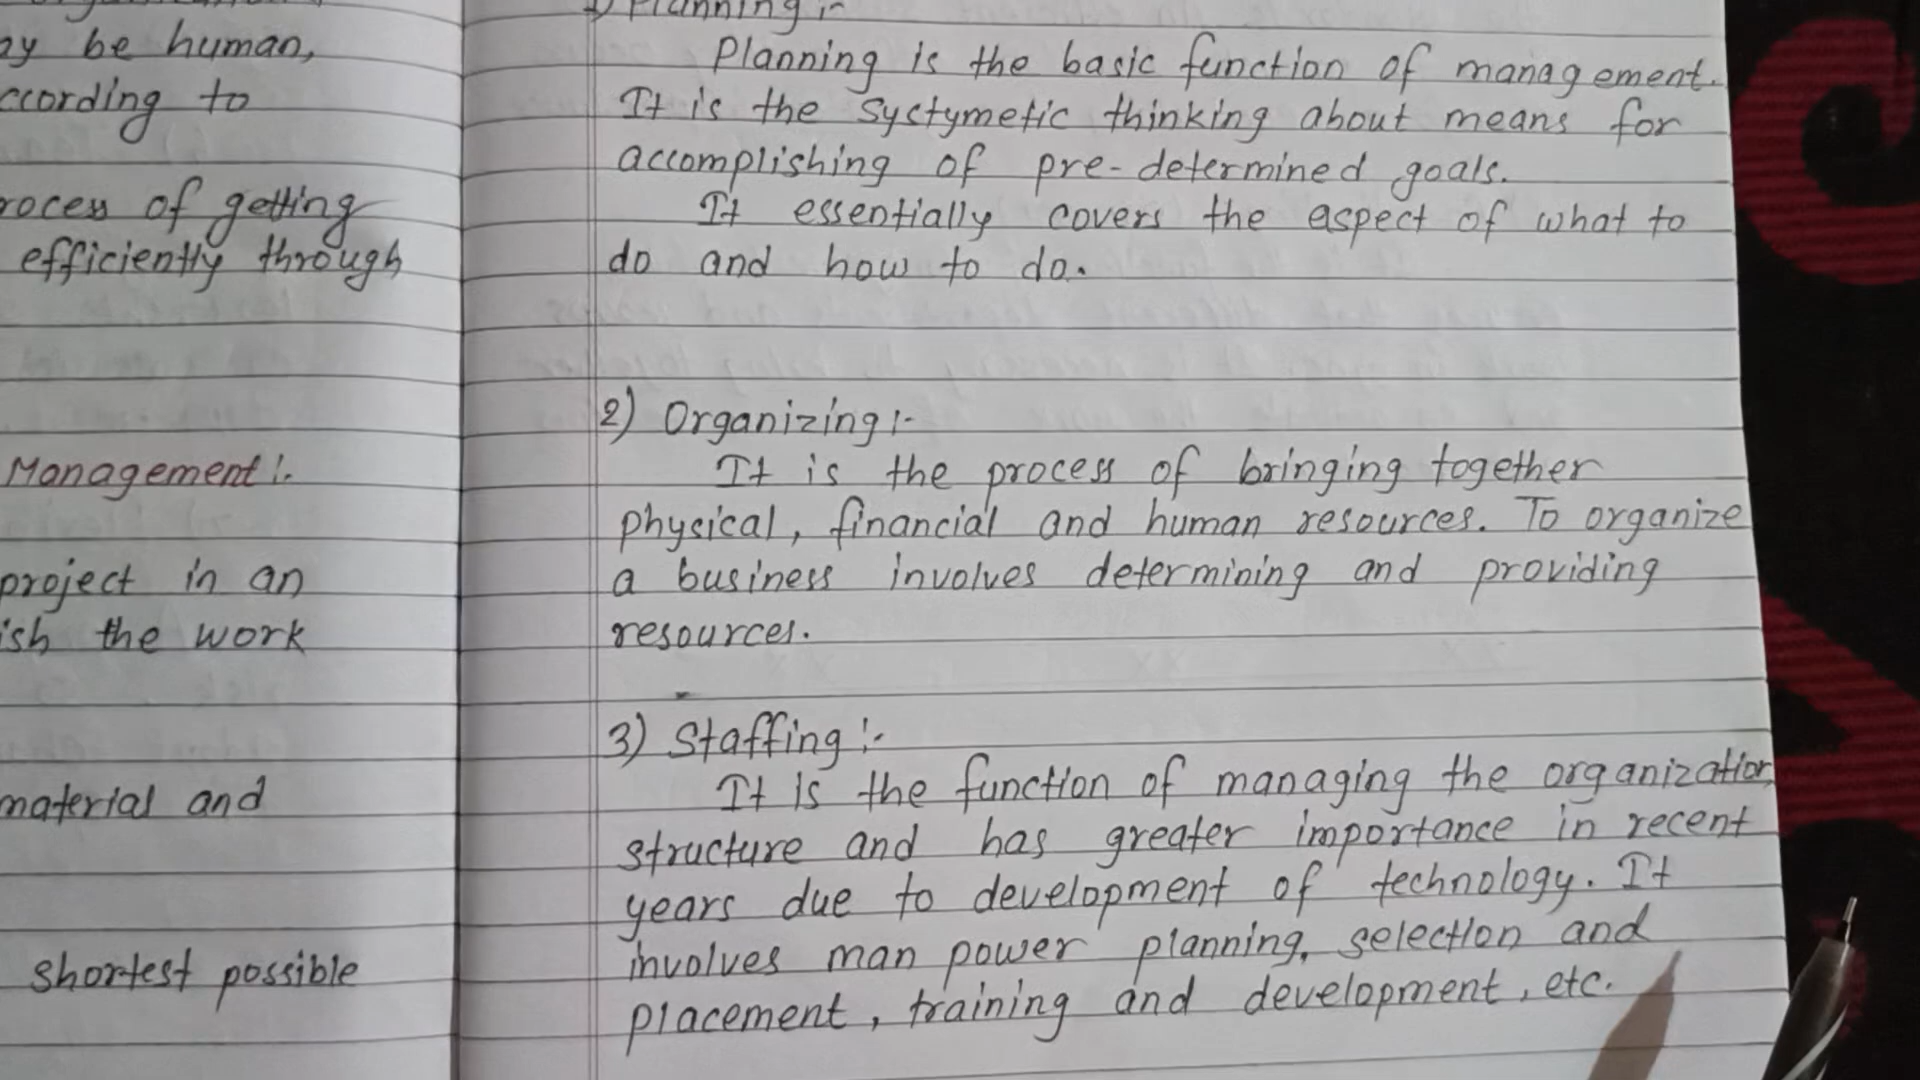 ay be human,
ccording to
rocess of getting
efficiently through
Management :-
project in an
ish the work
material and
shortest possible
1) Planning :-
Planning is the basic function of management.
It is the systymetic thinking about means for
accomplishing of pre-determined goals.
It essentially covers the aspect of what to
do and how to do.
2) Organizing :-
It is the process of bringing together
physical, financial and human resources. To organize
a business involves determining and providing
resources.
3) Staffing :-
It is the function of managing the organization
structure and has greater importance in recent
years due to development of technology. It
involves man power planning, selection and
placement, training and development, etc.